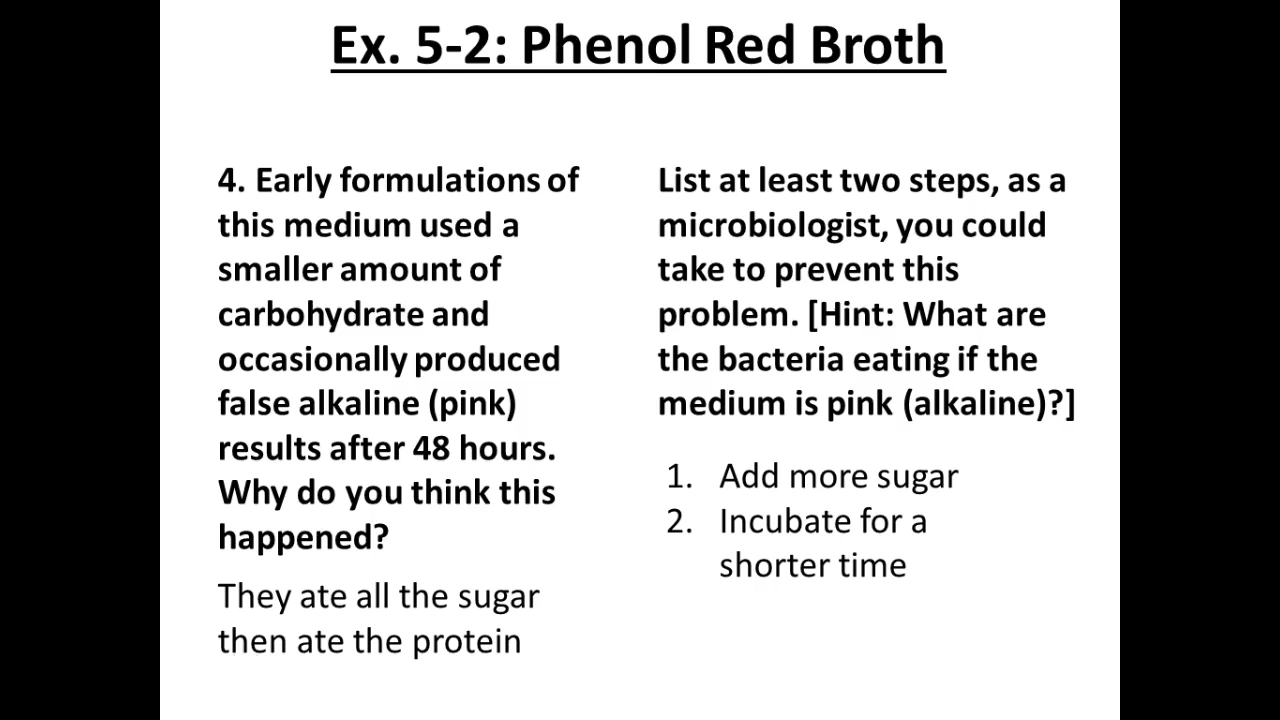 Ex. 5-2: Phenol Red Broth
4. Early formulations of
this medium used a
smaller amount of
carbohydrate and
occasionally produced
false alkaline (pink)
results after 48 hours.
Why do you think this
happened?
They ate all the sugar
then ate the protein
List at least two steps, as a
microbiologist, you could
take to prevent this
problem. [Hint: What are
the bacteria eating if the
medium is pink (alkaline)?]
1. Add more sugar
2. Incubate for a
shorter time